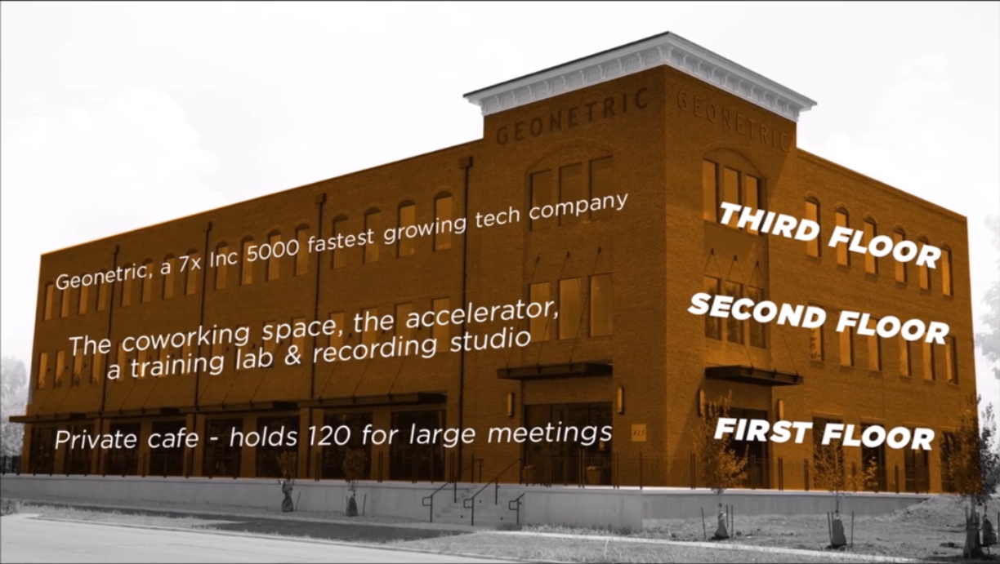 GEONETRIC
GEONETRIC
Geonetric, a 7x Inc 5000 fastest growing tech company
THIRD FLOOR
The coworking space, the accelerator,
a training lab & recording studio
SECOND FLOOR
Private cafe - holds 120 for large meetings
FIRST FLOOR